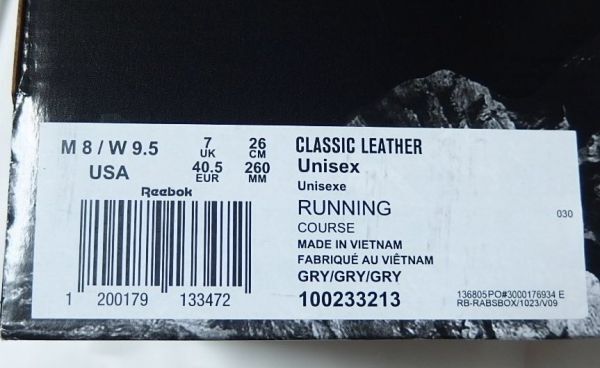 M 8 / W 9.5
USA
7
UK
40.5
EUR
26
CM
260
MM
Reebok
1 200179 133472
CLASSIC LEATHER
Unisex
Unisexe
RUNNING
COURSE
MADE IN VIETNAM
FABRIQUÉ AU VIÊTNAM
GRY/GRY/GRY
100233213
030
136805PO#3000176934 E
RB-RABSBOX/1023/V09